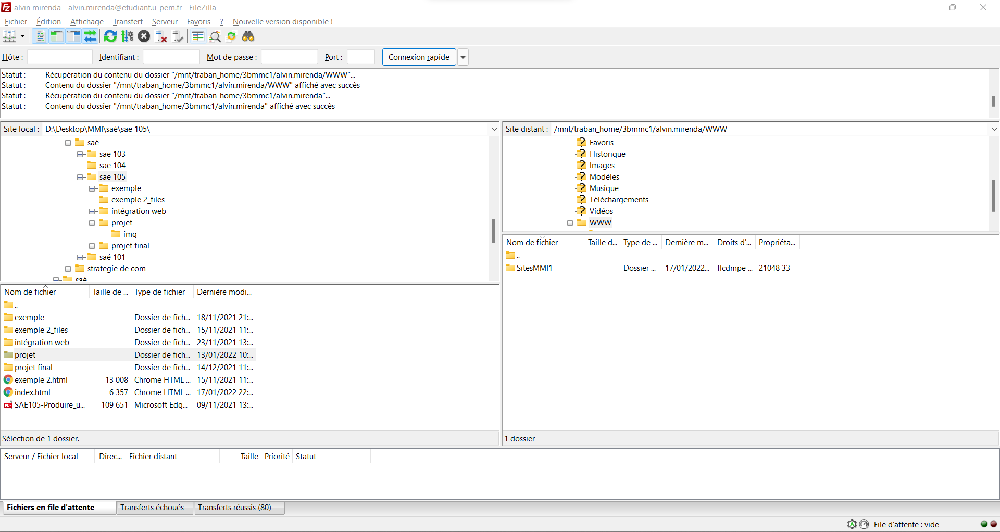 alvin mirenda - alvin.mirenda@etudiant.u-pem.fr - FileZilla
Fichier Édition Affichage Transfert Serveur Favoris ? Nouvelle version disponible !
Hôte : Identifiant : Mot de passe : Port : Connexion rapide
Statut : Récupération du contenu du dossier "/mnt/traban_home/3bmmc1/alvin.mirenda/WWW"...
Statut : Contenu du dossier "/mnt/traban_home/3bmmc1/alvin.mirenda/WWW" affiché avec succès
Statut : Récupération du contenu du dossier "/mnt/traban_home/3bmmc1/alvin.mirenda"...
Statut : Contenu du dossier "/mnt/traban_home/3bmmc1/alvin.mirenda" affiché avec succès
Site local : D:\Desktop\MMI\saé\sae 105\
saé
sae 103
sae 104
sae 105
exemple
exemple 2_files
intégration web
projet
img
projet final
saé 101
strategie de com
saé
Nom de fichier Taille de ... Type de fichier Dernière modi...
..
exemple Dossier de fich... 18/11/2021 21:...
exemple 2_files Dossier de fich... 15/11/2021 11:...
intégration web Dossier de fich... 23/11/2021 13:...
projet Dossier de fich... 13/01/2022 10:...
projet final Dossier de fich... 14/12/2021 11:...
exemple 2.html 13 008 Chrome HTML ... 15/11/2021 11:...
index.html 6 357 Chrome HTML ... 17/01/2022 22:...
SAE105-Produire_u... 109 651 Microsoft Edg... 09/11/2021 13:...
Sélection de 1 dossier.
Site distant : /mnt/traban_home/3bmmc1/alvin.mirenda/WWW
Favoris
Historique
Images
Modèles
Musique
Téléchargements
Vidéos
WWW
Nom de fichier Taille d... Type de ... Dernière m... Droits d'... Propriéta...
..
SitesMMI1 Dossier ... 17/01/2022... flcdmpe ... 21048 33
1 dossier
Serveur / Fichier local Direc... Fichier distant Taille Priorité Statut
Fichiers en file d'attente Transferts échoués Transferts réussis (80)
File d'attente : vide